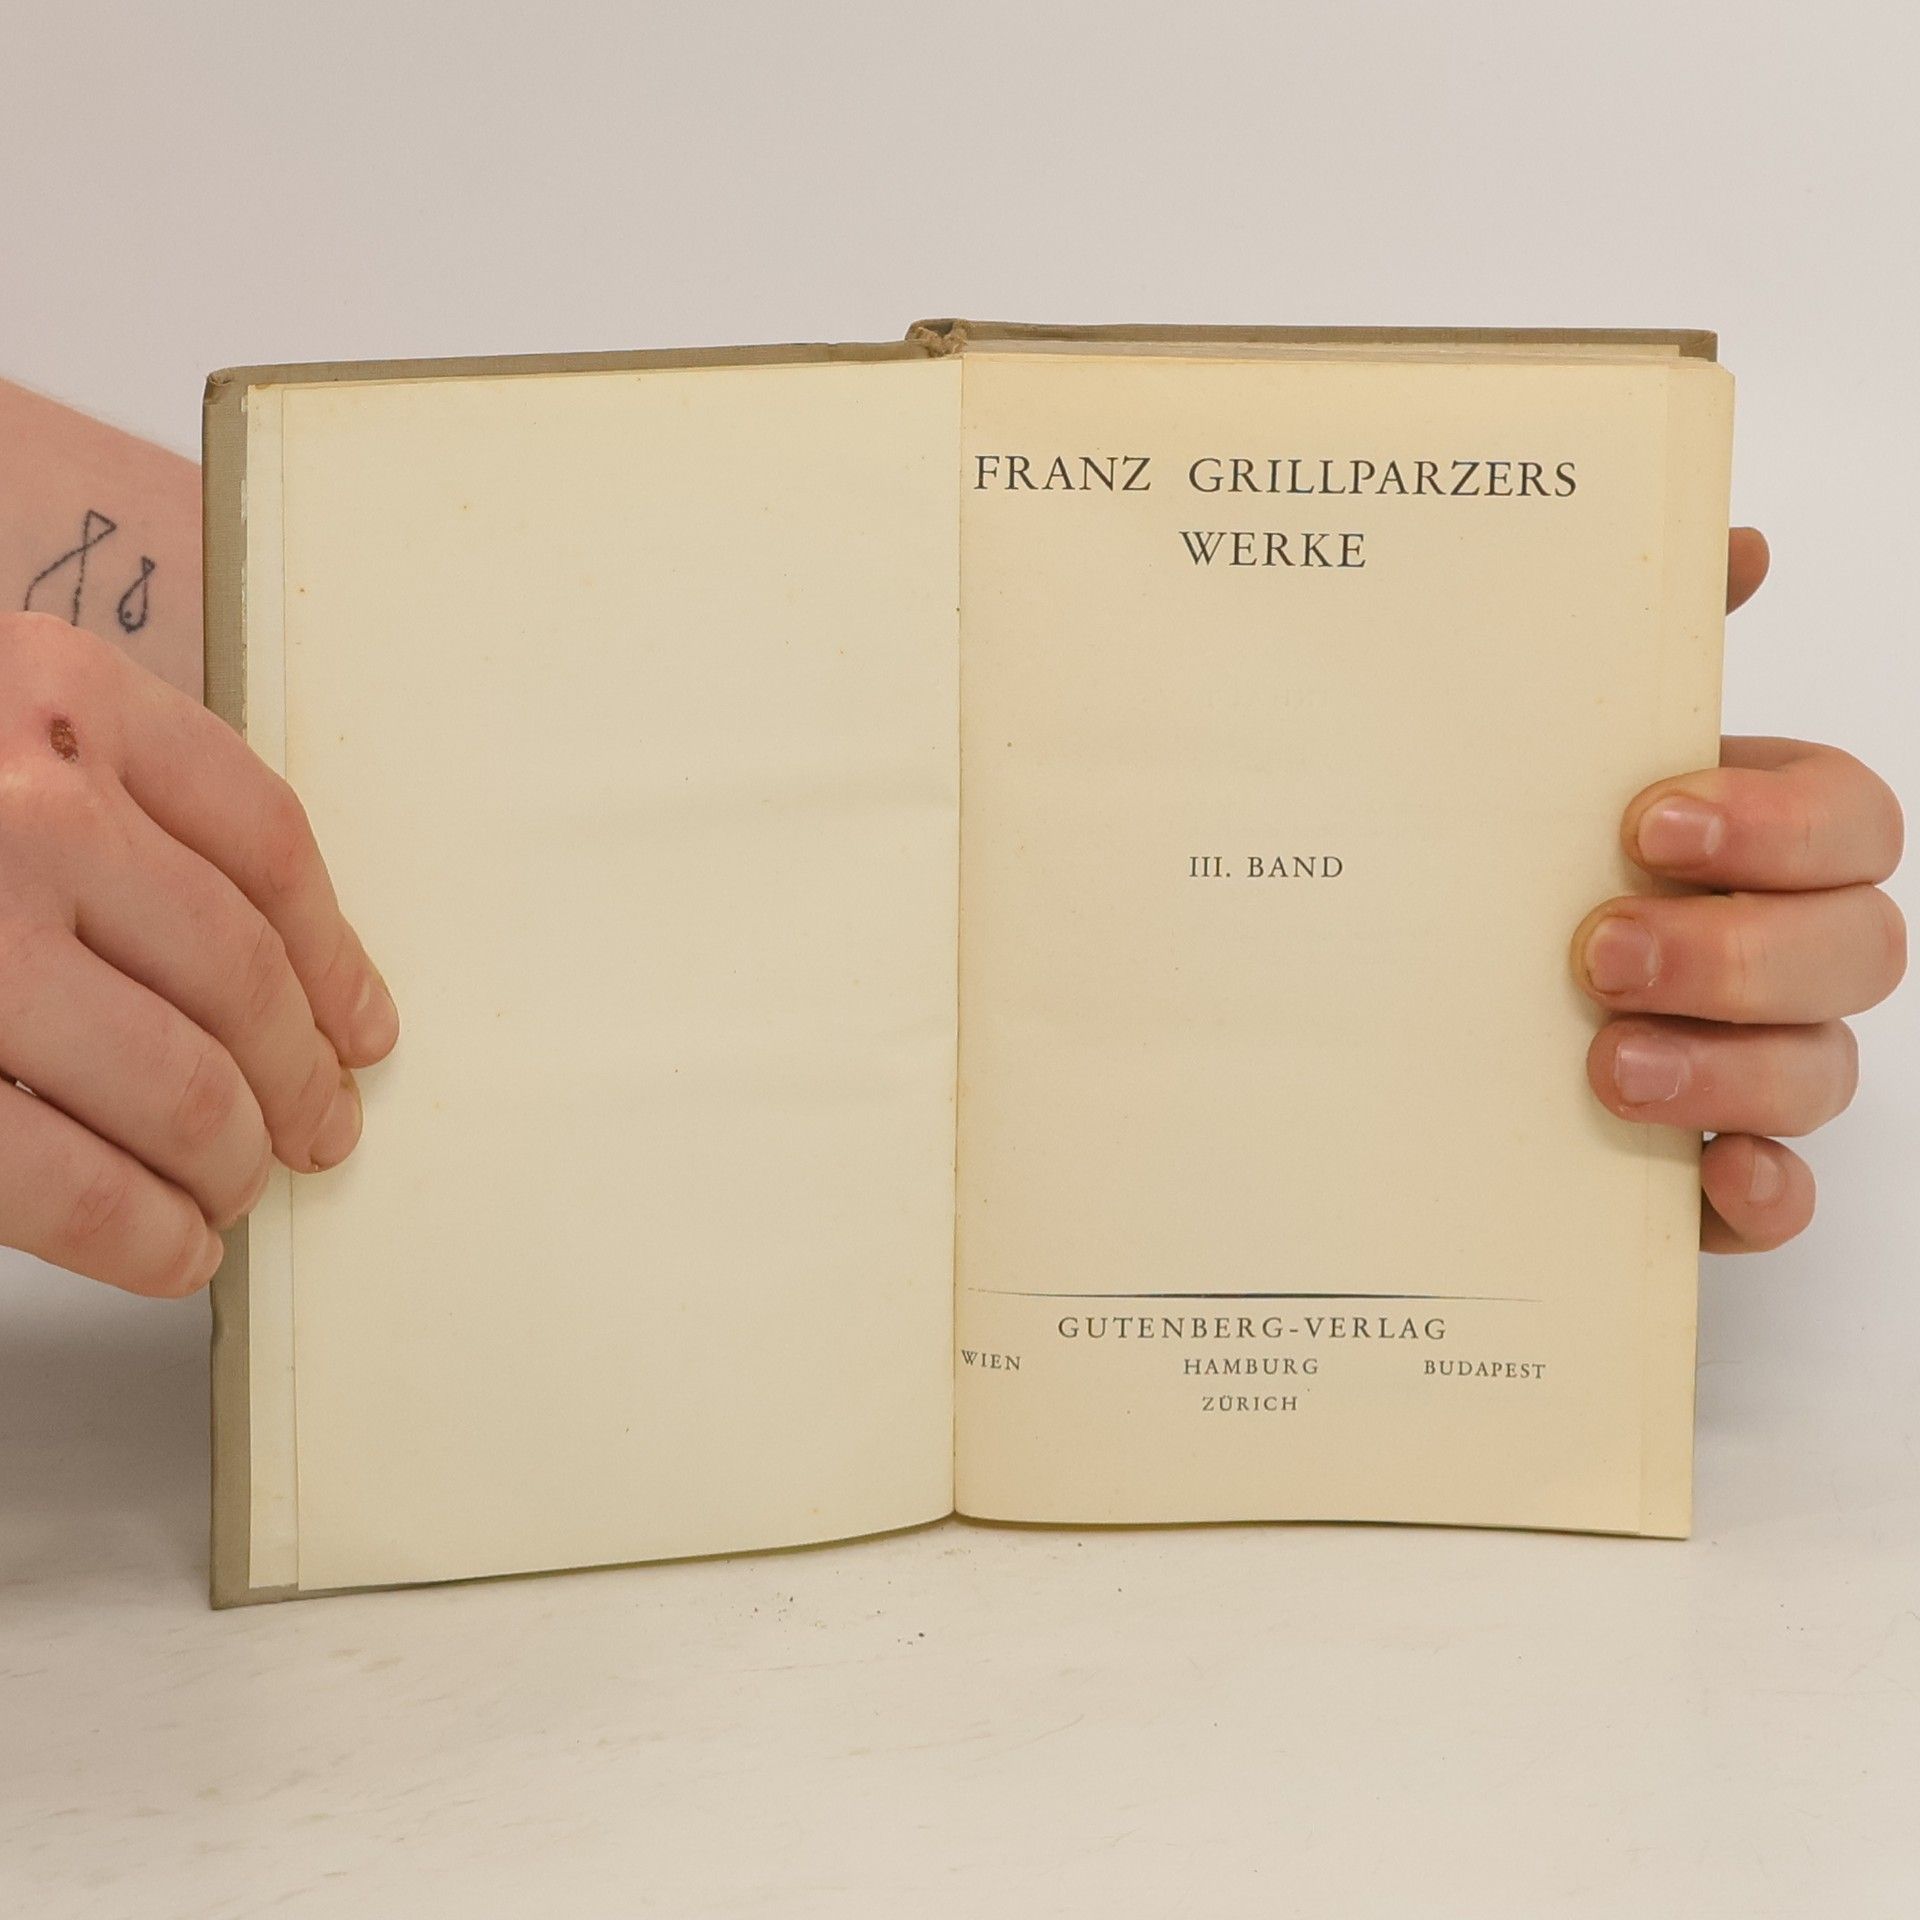 FRANZ GRILLPARZERS
WERKE
III. BAND
GUTENBERG-VERLAG
WIEN HAMBURG BUDAPEST
ZÜRICH